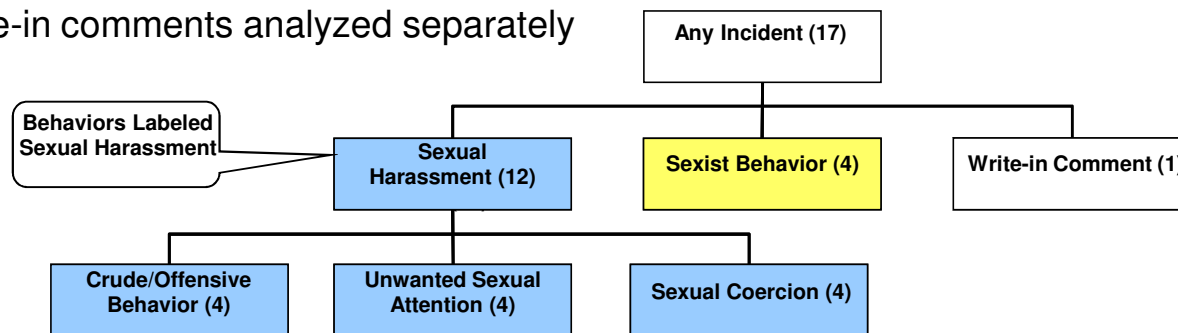 e-in comments analyzed separately
Any Incident (17)
Behaviors Labeled
Sexual Harassment
Sexual
Harassment (12)
Sexist Behavior (4)
Write-in Comment (1)
Crude/Offensive
Behavior (4)
Unwanted Sexual
Attention (4)
Sexual Coercion (4)